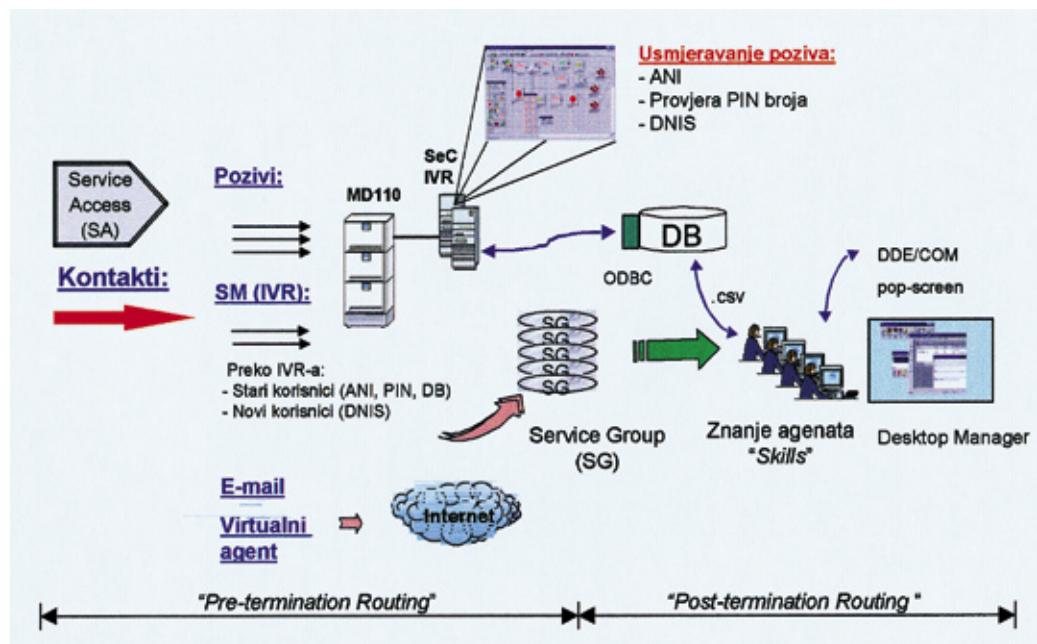 Usmjeravanje poziva:
- ANI
- Provjera PIN broja
- DNIS
SeC
IVR
MD110
Service
Access
(SA)
Pozivi:
Kontakti:
SM (IVR):
Preko IVR-a:
- Stari korisnici (ANI, PIN, DB)
- Novi korisnici (DNIS)
DB
ODBC
.csv
DDE/COM
pop-screen
SG
SG
SG
SG
SG
Service Group
(SG)
Znanje agenata
"Skills"
Desktop Manager
E-mail
Virtualni
agent
Internet
"Pre-termination Routing"
"Post-termination Routing "